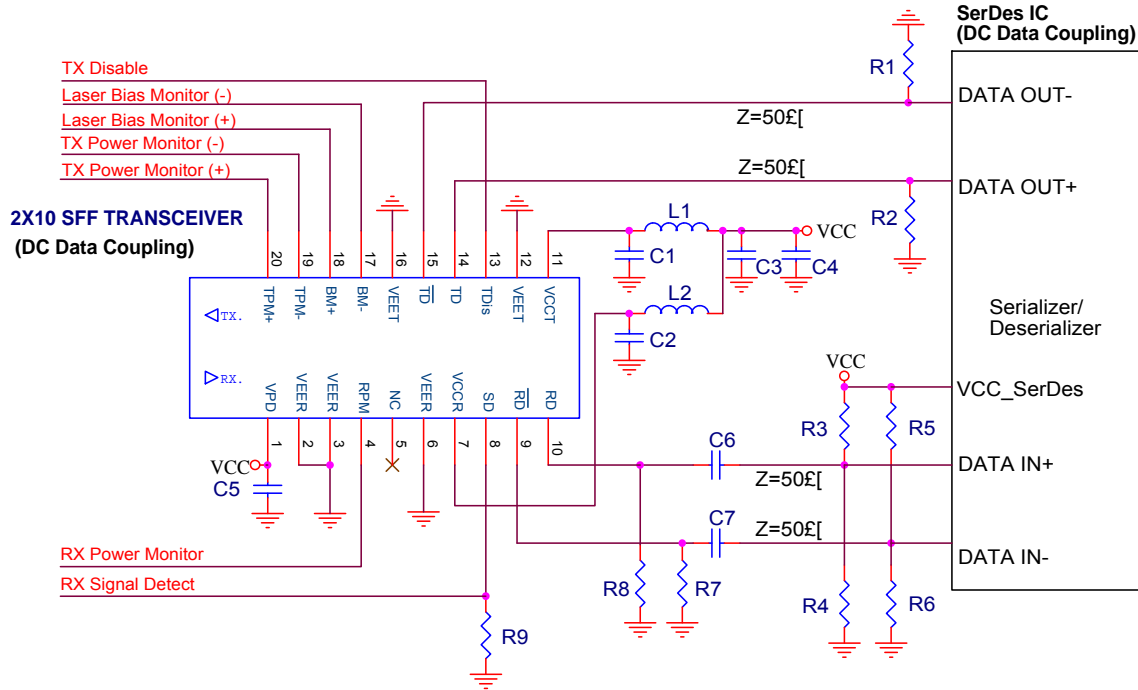 SerDes IC
(DC Data Coupling)
TX Disable
R1
Laser Bias Monitor (-)
DATA OUT-
Laser Bias Monitor (+)
Z=50£[
TX Power Monitor (-)
TX Power Monitor (+)
Z=50£[
DATA OUT+
2X10 SFF TRANSCEIVER
(DC Data Coupling)
R2
L1
VCC
C1
C3
C4
20
19
18
17
16
15
14
13
12
11
TPM+
TPM-
BM+
BM-
VEET
TD
TD
TDis
VEET
VCCT
L2
C2
TX.
Serializer/
Deserializer
RX.
VCC
VPD
VEER
VEER
RPM
NC
VEER
VCCR
SD
RD
RD
VCC_SerDes
1
2
3
4
5
6
7
8
9
10
R3
R5
C6
VCC
DATA IN+
Z=50£[
C5
C7
Z=50£[
RX Power Monitor
DATA IN-
RX Signal Detect
R8
R7
R4
R6
R9